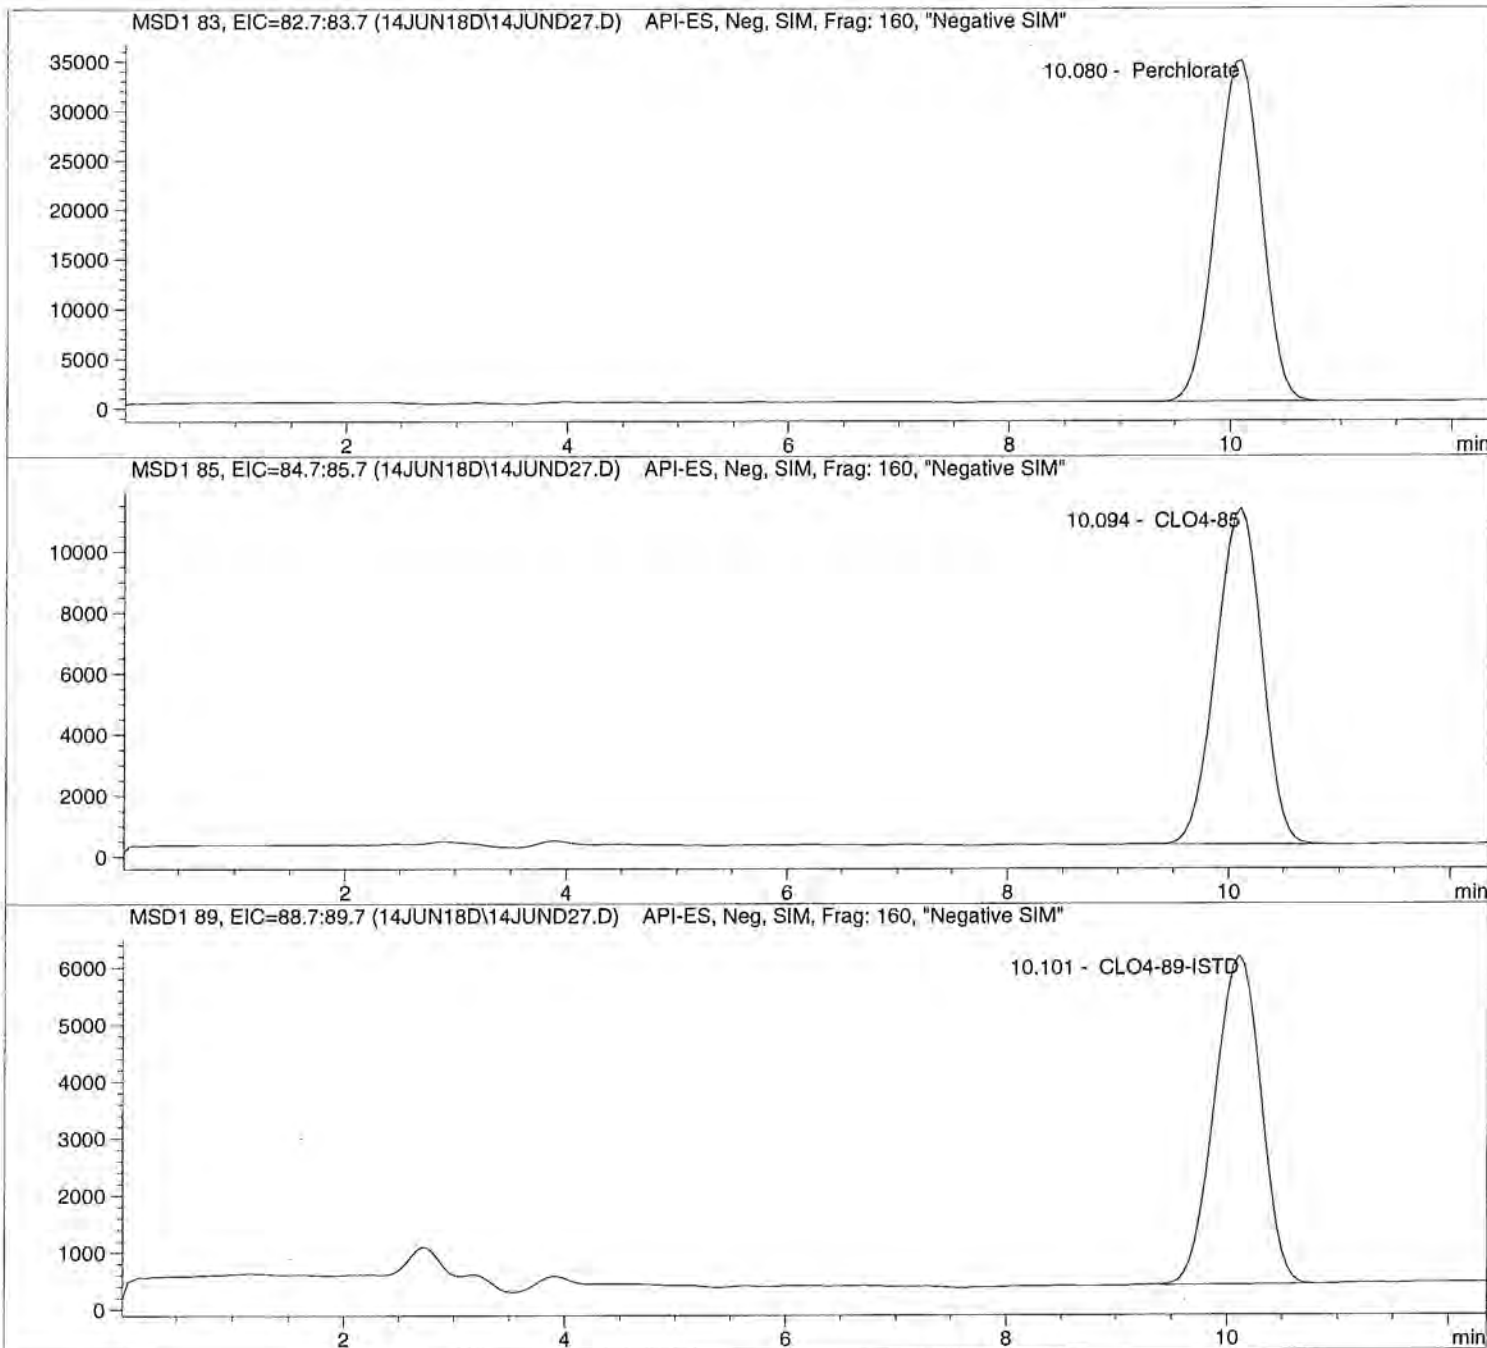 MSD1 83, EIC=82.7:83.7 (14JUN18D\14JUND27.D) API-ES, Neg, SIM, Frag: 160, "Negative SIM"
10.080 - Perchlorate
35000
30000
25000
20000
15000
10000
5000
0
2 4 6 8 10 min
MSD1 85, EIC=84.7:85.7 (14JUN18D\14JUND27.D) API-ES, Neg, SIM, Frag: 160, "Negative SIM"
10.094 - CLO4-85
10000
8000
6000
4000
2000
0
2 4 6 8 10 min
MSD1 89, EIC=88.7:89.7 (14JUN18D\14JUND27.D) API-ES, Neg, SIM, Frag: 160, "Negative SIM"
10.101 - CLO4-89-ISTD
6000
5000
4000
3000
2000
1000
0
2 4 6 8 10 min